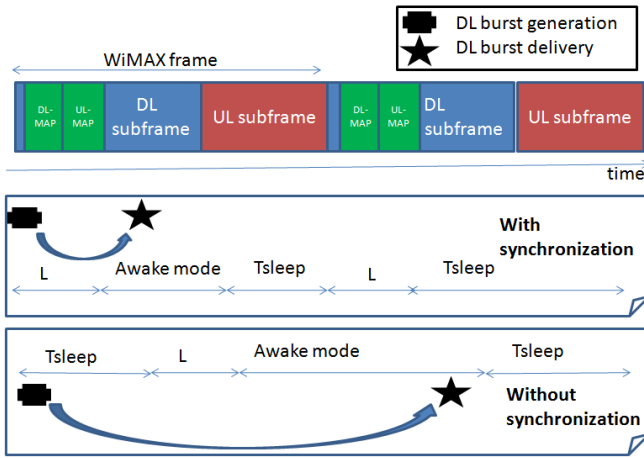 DL burst generation
DL burst delivery
WiMAX frame
DL-
MAP
UL-
MAP
DL
subframe
UL subframe
DL-
MAP
UL-
MAP
DL
subframe
UL subframe
time
With
synchronization
L
Awake mode
Tsleep
L
Tsleep
Tsleep
L
Awake mode
Tsleep
Without
synchronization